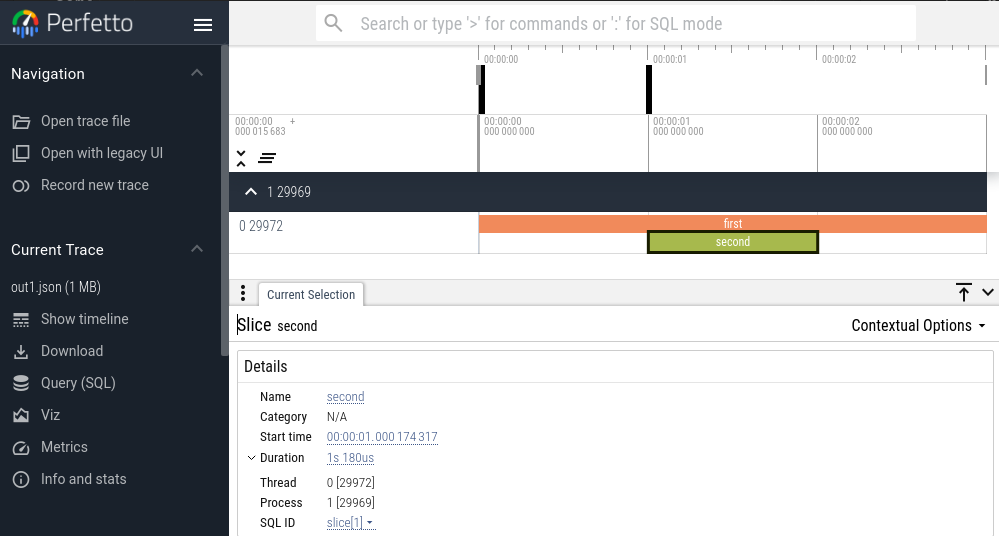 Perfetto
Search or type '>' for commands or ':' for SQL mode
Navigation
Open trace file
Open with legacy UI
Record new trace
Current Trace
out1.json (1 MB)
Show timeline
Download
Query (SQL)
Viz
Metrics
Info and stats
00:00:00
00:00:01
00:00:02
00:00:00 +
000 015 683
00:00:00
000 000 000
00:00:01
000 000 000
00:00:02
000 000 000
1 29969
0 29972
first
second
Current Selection
Slice second
Contextual Options
Details
Name second
Category N/A
Start time 00:00:01.000 174 317
Duration 1s 180us
Thread 0 [29972]
Process 1 [29969]
SQL ID slice[1]